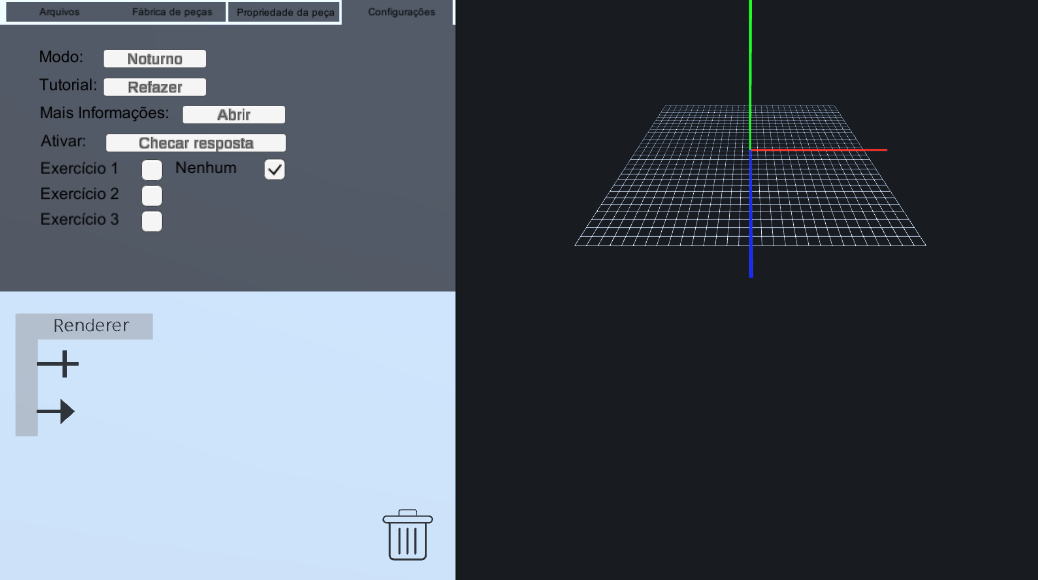 Arquivos Fábrica de peças Propriedade da peça Configurações
Modo: Noturno
Tutorial: Refazer
Mais Informações: Abrir
Ativar: Checar resposta
Exercício 1 Nenhum
Exercício 2
Exercício 3
Renderer